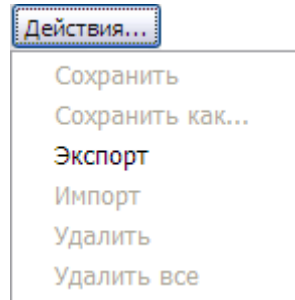 Действия...
Сохранить
Сохранить как...
Экспорт
Импорт
Удалить
Удалить все